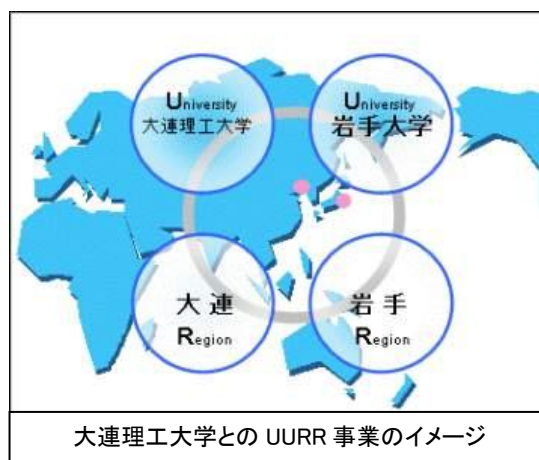 University
大連理工大学
University
岩手大学
大連
Region
岩手
Region
大連理工大学との UURR 事業のイメージ